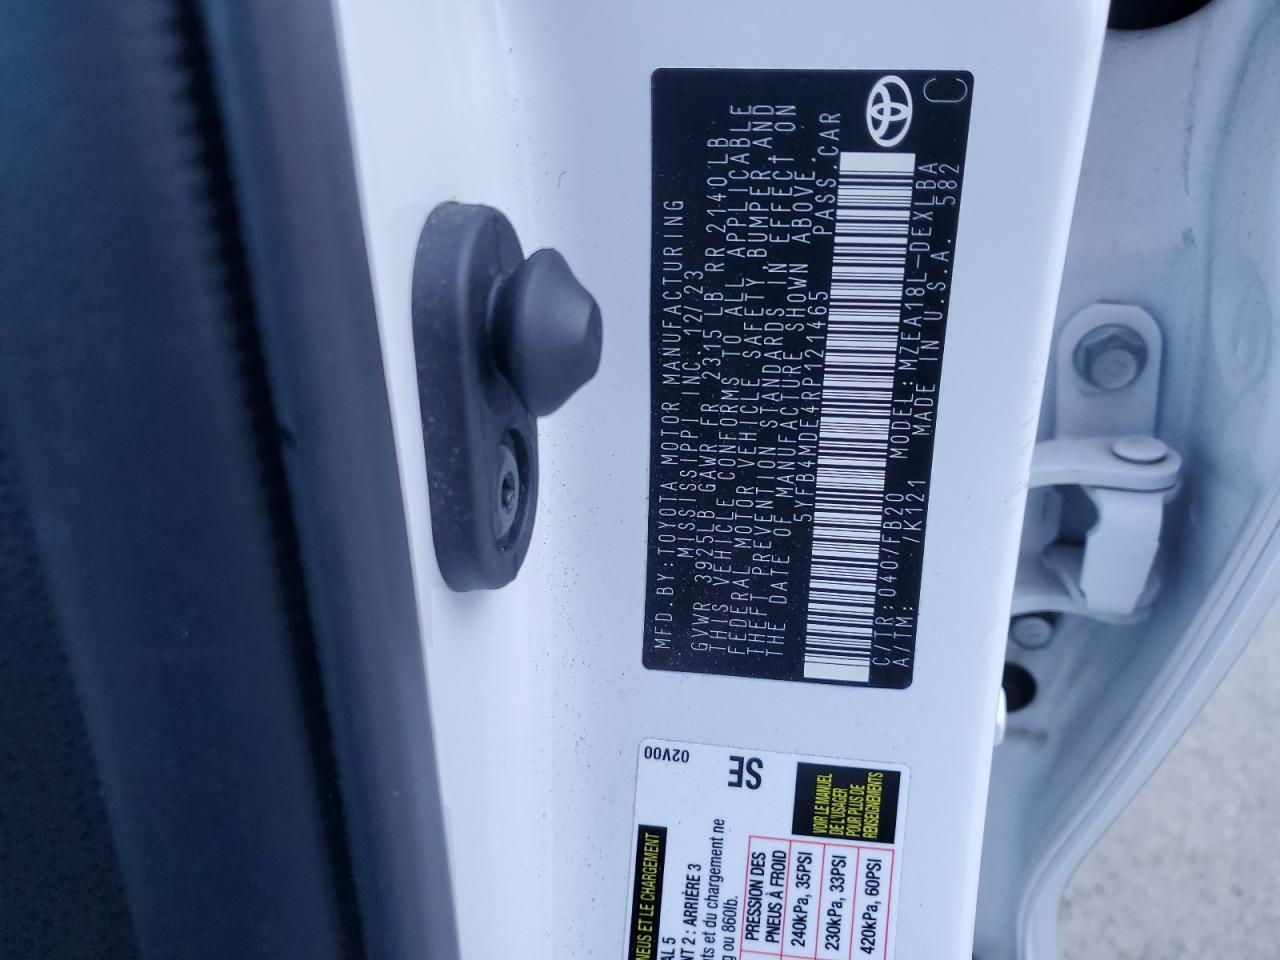 MFD.BY:TOYOTA MOTOR MANUFACTURING
MISSISSIPPI INC. 12/23
GVWR 3925LB GAWR FR 2315 LB RR 2140LB
THIS VEHICLE CONFORMS TO ALL APPLICABLE
FEDERAL MOTOR VEHICLE SAFETY, BUMPER, AND
THEFT PREVENTION STANDARDS IN EFFECT ON
THE DATE OF MANUFACTURE SHOWN ABOVE.
5YFB4MDE4RP121465 PASS.CAR
C/TR:040/FB20 MODEL:MZEA18L-DEXLBA
A/TM: /K121 MADE IN U.S.A. 582
C
02V00
SE
NEUS ET LE CHARGEMENT
AL 5
NT 2 : ARRIÈRE 3
ts et du chargement ne
g ou 860lb.
VOIR LE MANUEL
DE L'USAGER
POUR PLUS DE
RENSEIGNEMENTS
PRESSION DES
PNEUS À FROID
240kPa, 35PSI
230kPa, 33PSI
420kPa, 60PSI